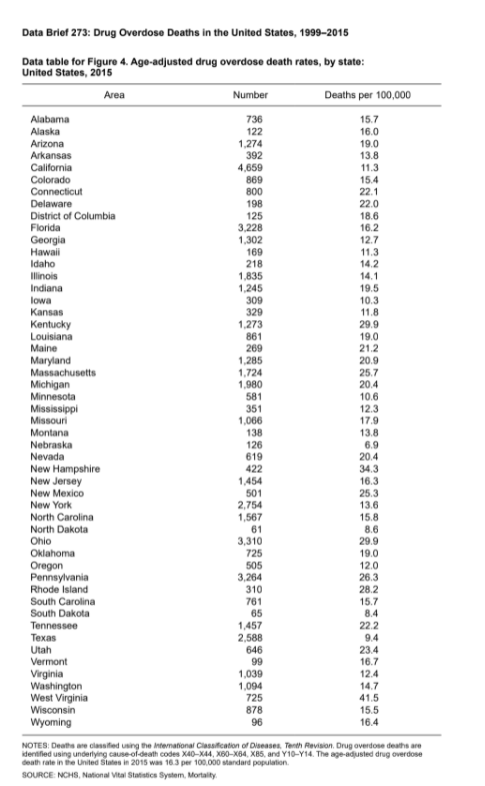 Data Brief 273: Drug Overdose Deaths in the United States, 1999–2015
Data table for Figure 4. Age-adjusted drug overdose death rates, by state:
United States, 2015
Area Number Deaths per 100,000
Alabama 736 15.7
Alaska 122 16.0
Arizona 1,274 19.0
Arkansas 392 13.8
California 4,659 11.3
Colorado 869 15.4
Connecticut 800 22.1
Delaware 198 22.0
District of Columbia 125 18.6
Florida 3,228 16.2
Georgia 1,302 12.7
Hawaii 169 11.3
Idaho 218 14.2
Illinois 1,835 14.1
Indiana 1,245 19.5
Iowa 309 10.3
Kansas 329 11.8
Kentucky 1,273 29.9
Louisiana 861 19.0
Maine 269 21.2
Maryland 1,285 20.9
Massachusetts 1,724 25.7
Michigan 1,980 20.4
Minnesota 581 10.6
Mississippi 351 12.3
Missouri 1,066 17.9
Montana 138 13.8
Nebraska 126 6.9
Nevada 619 20.4
New Hampshire 422 34.3
New Jersey 1,454 16.3
New Mexico 501 25.3
New York 2,754 13.6
North Carolina 1,567 15.8
North Dakota 61 8.6
Ohio 3,310 29.9
Oklahoma 725 19.0
Oregon 505 12.0
Pennsylvania 3,264 26.3
Rhode Island 310 28.2
South Carolina 761 15.7
South Dakota 65 8.4
Tennessee 1,457 22.2
Texas 2,588 9.4
Utah 646 23.4
Vermont 99 16.7
Virginia 1,039 12.4
Washington 1,094 14.7
West Virginia 725 41.5
Wisconsin 878 15.5
Wyoming 96 16.4
NOTES: Deaths are classified using the International Classification of Diseases, Tenth Revision. Drug overdose deaths are
identified using underlying cause-of-death codes X40–X44, X60–X64, X85, and Y10–Y14. The age-adjusted drug overdose
death rate in the United States in 2015 was 16.3 per 100,000 standard population.
SOURCE: NCHS, National Vital Statistics System, Mortality.